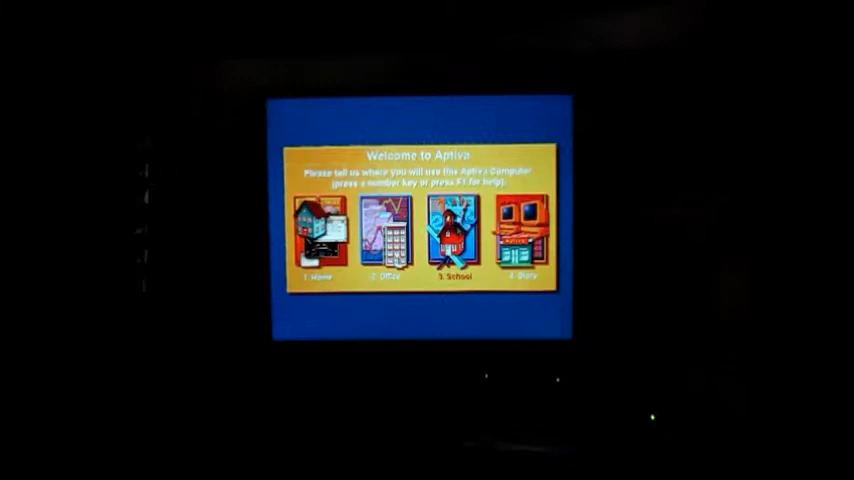 Welcome to Aptiva
Please tell us where you will use this Aptiva Computer
(press a number key or press F1 for help).
1. Home
2. Office
3. School
4. Store